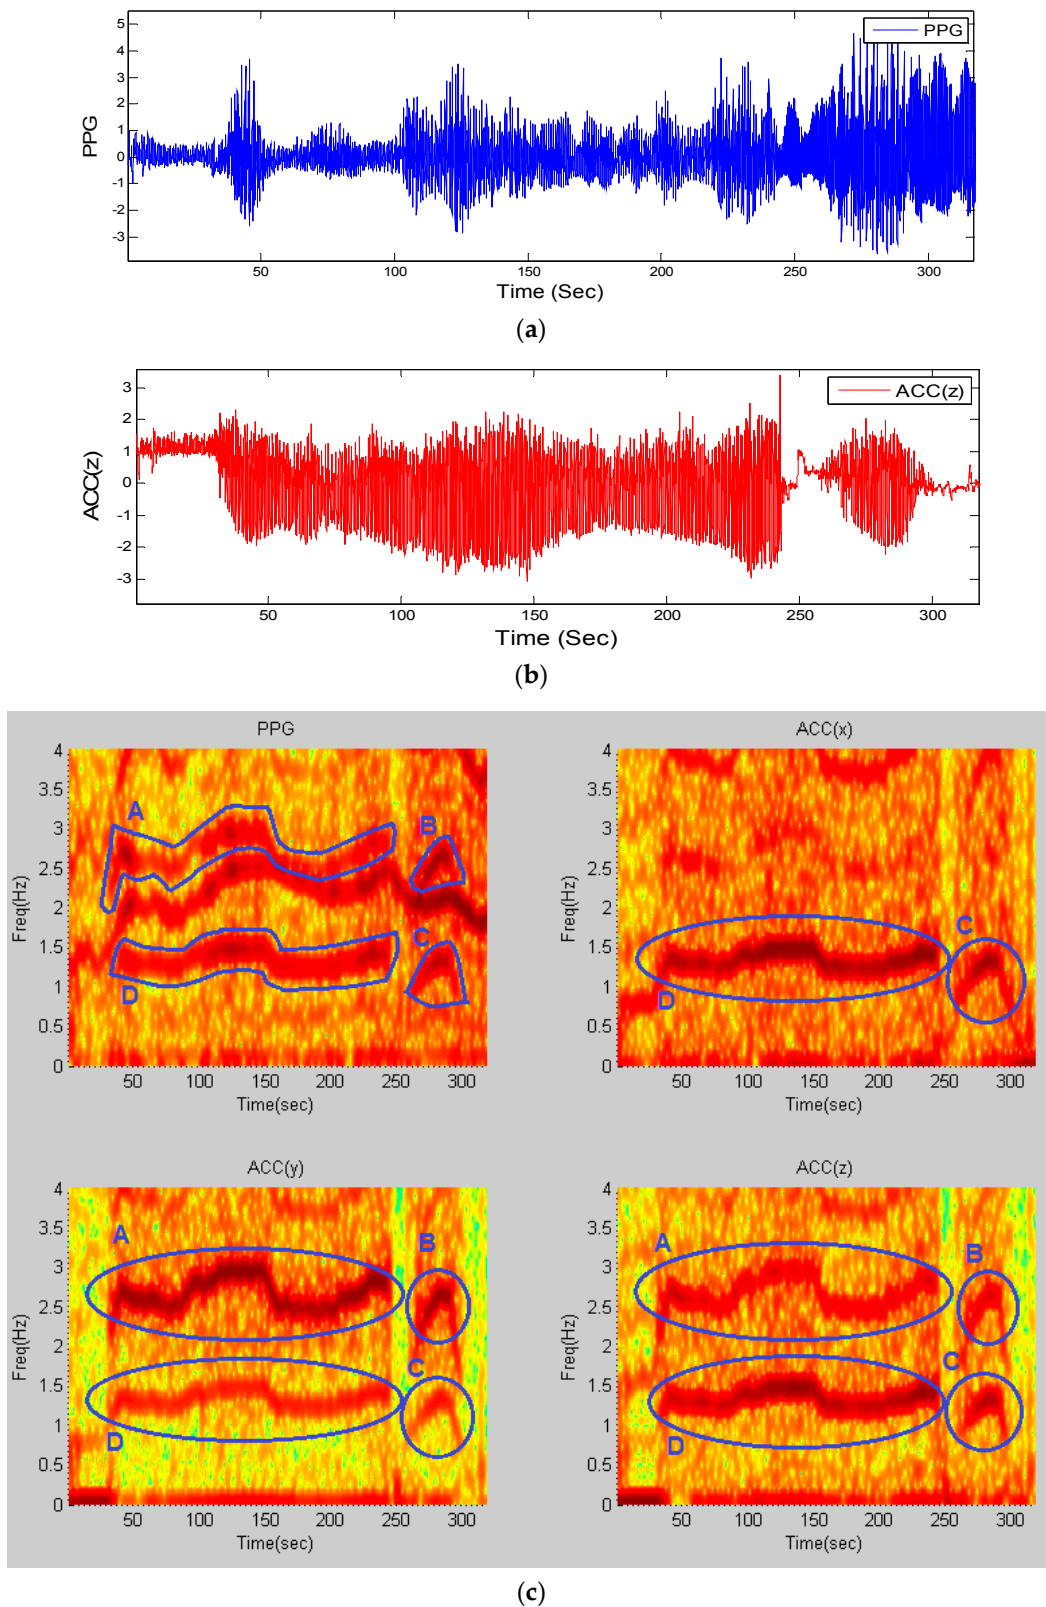 PPG
5
4
3
2
1
0
-1
-2
-3
PPG
50 100 150 200 250 300
Time (Sec)
(a)
ACC(z)
3
2
1
0
-1
-2
-3
ACC(z)
50 100 150 200 250 300
Time (Sec)
(b)
PPG
4
3.5
3
2.5
2
1.5
1
0.5
0
Freq(Hz)
A
B
C
D
50 100 150 200 250 300
Time(sec)
ACC(x)
4
3.5
3
2.5
2
1.5
1
0.5
0
Freq(Hz)
C
D
50 100 150 200 250 300
Time(sec)
ACC(y)
4
3.5
3
2.5
2
1.5
1
0.5
0
Freq(Hz)
A
B
C
D
50 100 150 200 250 300
Time(sec)
ACC(z)
4
3.5
3
2.5
2
1.5
1
0.5
0
Freq(Hz)
A
B
C
D
50 100 150 200 250 300
Time(sec)
(c)